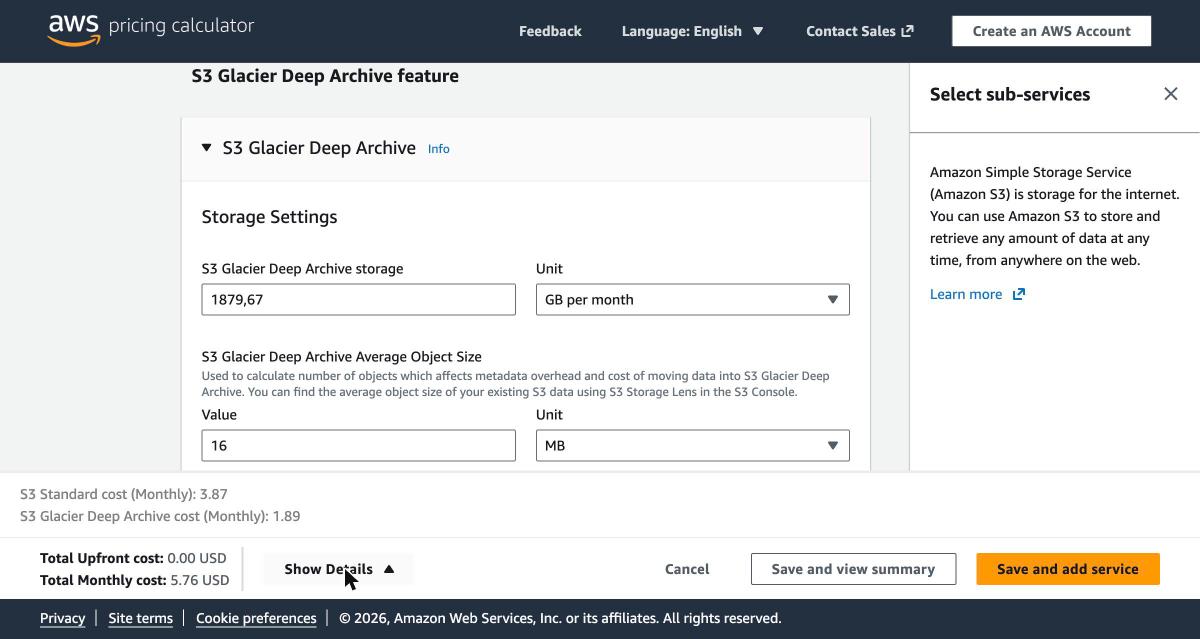 aws pricing calculator
Feedback
Language: English
Contact Sales
Create an AWS Account
S3 Glacier Deep Archive feature
S3 Glacier Deep Archive Info
Storage Settings
S3 Glacier Deep Archive storage
Unit
1879,67
GB per month
S3 Glacier Deep Archive Average Object Size
Used to calculate number of objects which affects metadata overhead and cost of moving data into S3 Glacier Deep
Archive. You can find the average object size of your existing S3 data using S3 Storage Lens in the S3 Console.
Value
Unit
16
MB
Select sub-services
Amazon Simple Storage Service
(Amazon S3) is storage for the internet.
You can use Amazon S3 to store and
retrieve any amount of data at any
time, from anywhere on the web.
Learn more
S3 Standard cost (Monthly): 3.87
S3 Glacier Deep Archive cost (Monthly): 1.89
Total Upfront cost: 0.00 USD
Total Monthly cost: 5.76 USD
Show Details
Cancel
Save and view summary
Save and add service
Privacy | Site terms | Cookie preferences | © 2026, Amazon Web Services, Inc. or its affiliates. All rights reserved.